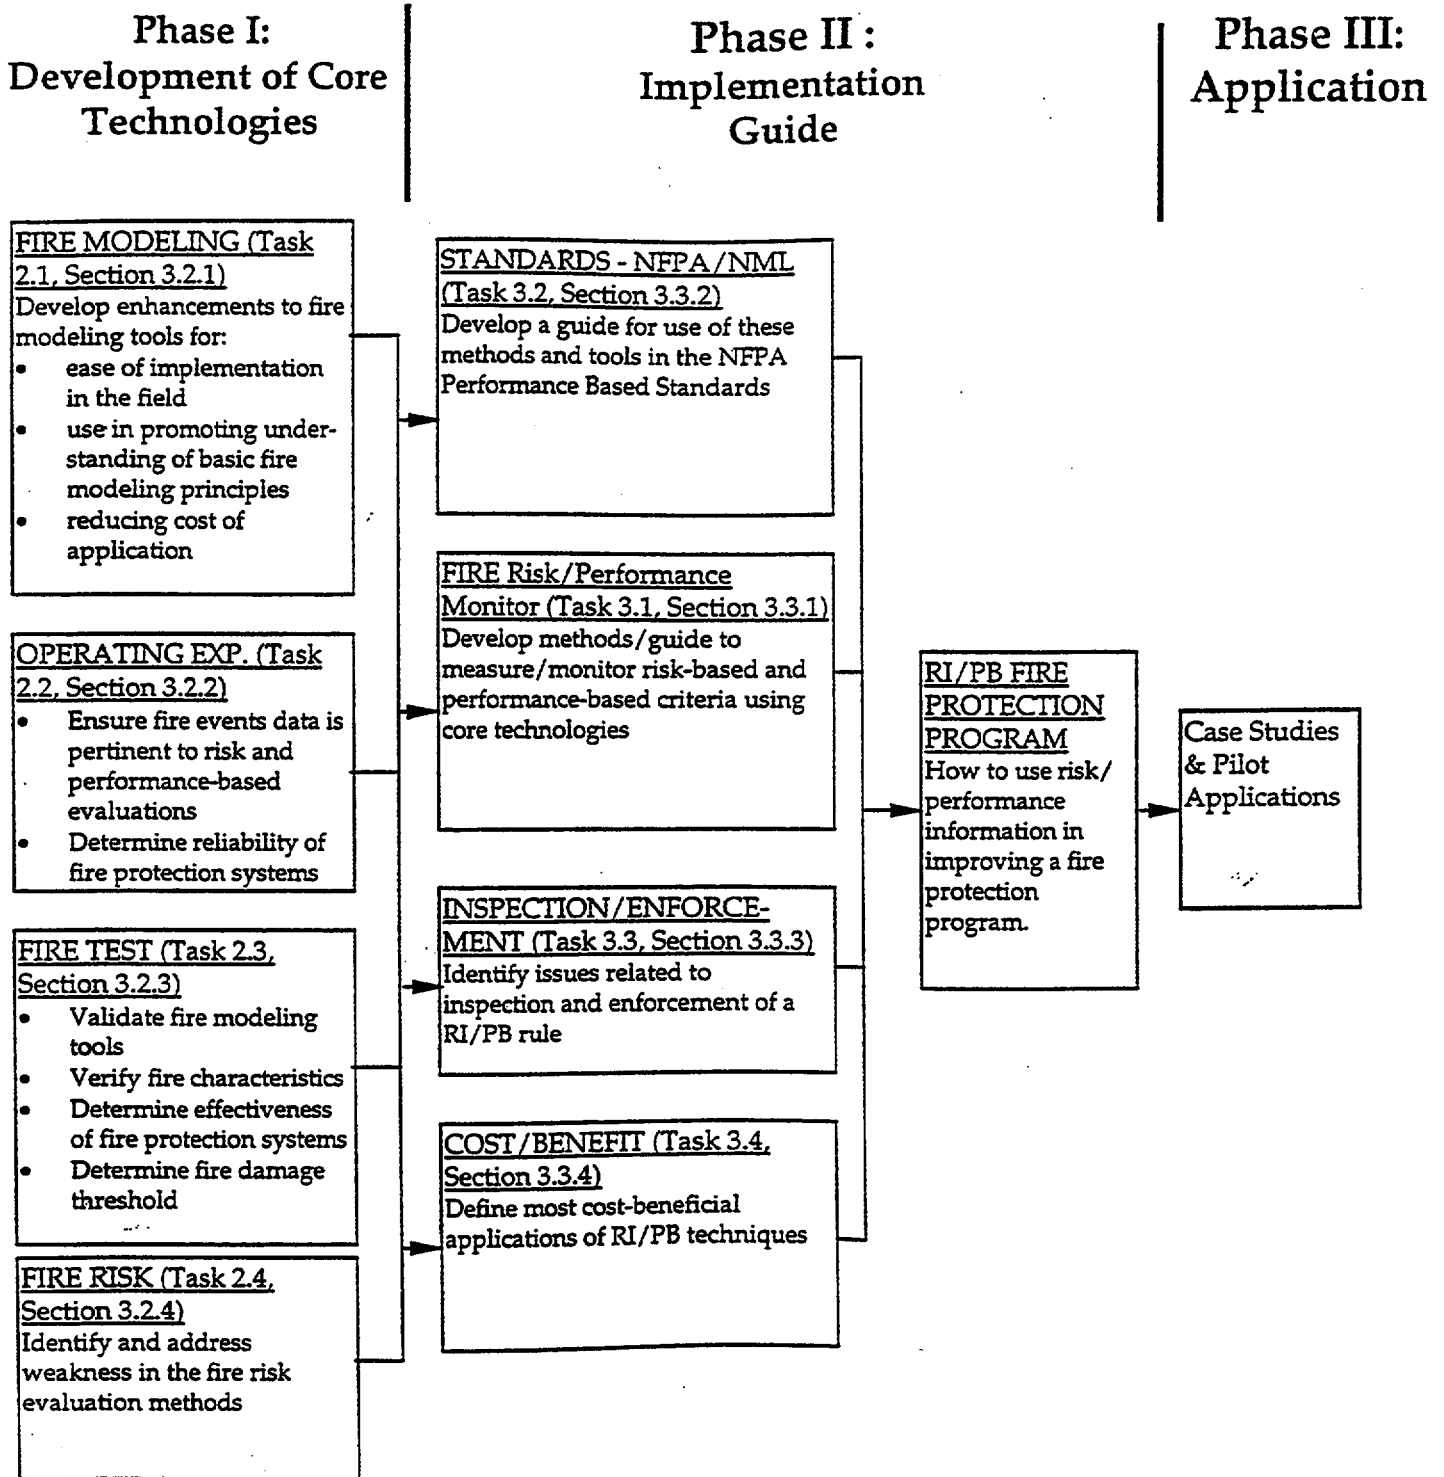 Phase I:
Development of Core
Technologies
Phase II :
Implementation
Guide
Phase III:
Application
FIRE MODELING (Task
2.1, Section 3.2.1)
Develop enhancements to fire
modeling tools for:
• ease of implementation
in the field
• use in promoting under-
standing of basic fire
modeling principles
• reducing cost of
application
OPERATING EXP. (Task
2.2, Section 3.2.2)
• Ensure fire events data is
pertinent to risk and
performance-based
evaluations
• Determine reliability of
fire protection systems
FIRE TEST (Task 2.3,
Section 3.2.3)
• Validate fire modeling
tools
• Verify fire characteristics
• Determine effectiveness
of fire protection systems
• Determine fire damage
threshold
FIRE RISK (Task 2.4,
Section 3.2.4)
Identify and address
weakness in the fire risk
evaluation methods
STANDARDS - NFPA/NML
(Task 3.2, Section 3.3.2)
Develop a guide for use of these
methods and tools in the NFPA
Performance Based Standards
FIRE Risk/Performance
Monitor (Task 3.1, Section 3.3.1)
Develop methods/guide to
measure/monitor risk-based and
performance-based criteria using
core technologies
INSPECTION/ENFORCE-
MENT (Task 3.3, Section 3.3.3)
Identify issues related to
inspection and enforcement of a
RI/PB rule
COST/BENEFIT (Task 3.4,
Section 3.3.4)
Define most cost-beneficial
applications of RI/PB techniques
RI/PB FIRE
PROTECTION
PROGRAM
How to use risk/
performance
information in
improving a fire
protection
program.
Case Studies
& Pilot
Applications